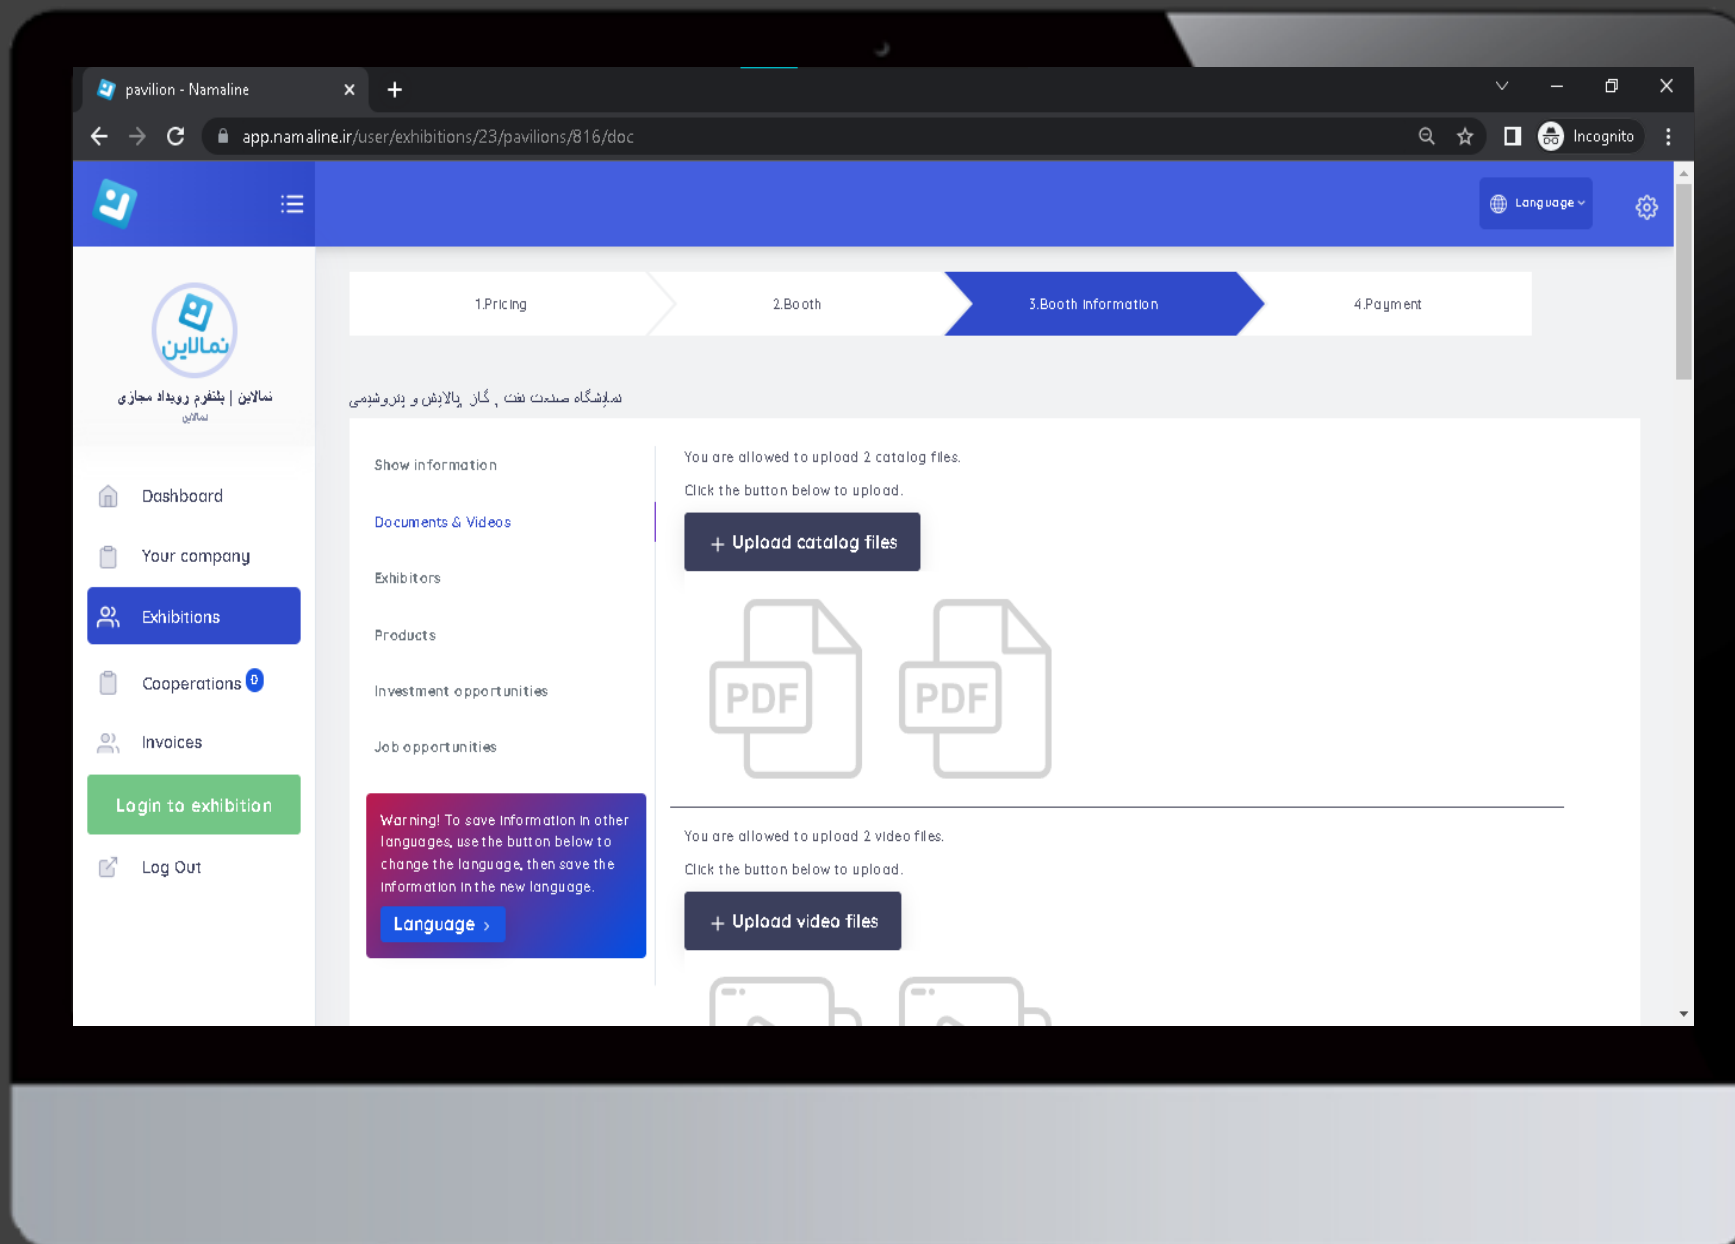 pavilion - Namaline
app.namaline.ir/user/exhibitions/23/pavilions/816/doc
Incognito
Language
1.Pricing
2.Booth
3.Booth information
4.Payment
نمالاین
نمالاین | پلتفرم رویداد مجازی
نمالاین
Dashboard
Your company
Exhibitions
Cooperations 0
Invoices
Login to exhibition
Log Out
نمایشگاه صنعت نفت , گاز, پالایش و پتروشیمی
Show information
Documents & Videos
Exhibitors
Products
Investment opportunities
Job opportunities
Warning! To save information in other
languages, use the button below to
change the language, then save the
information in the new language.
Language
You are allowed to upload 2 catalog files.
Click the button below to upload.
+ Upload catalog files
PDF
PDF
You are allowed to upload 2 video files.
Click the button below to upload.
+ Upload video files